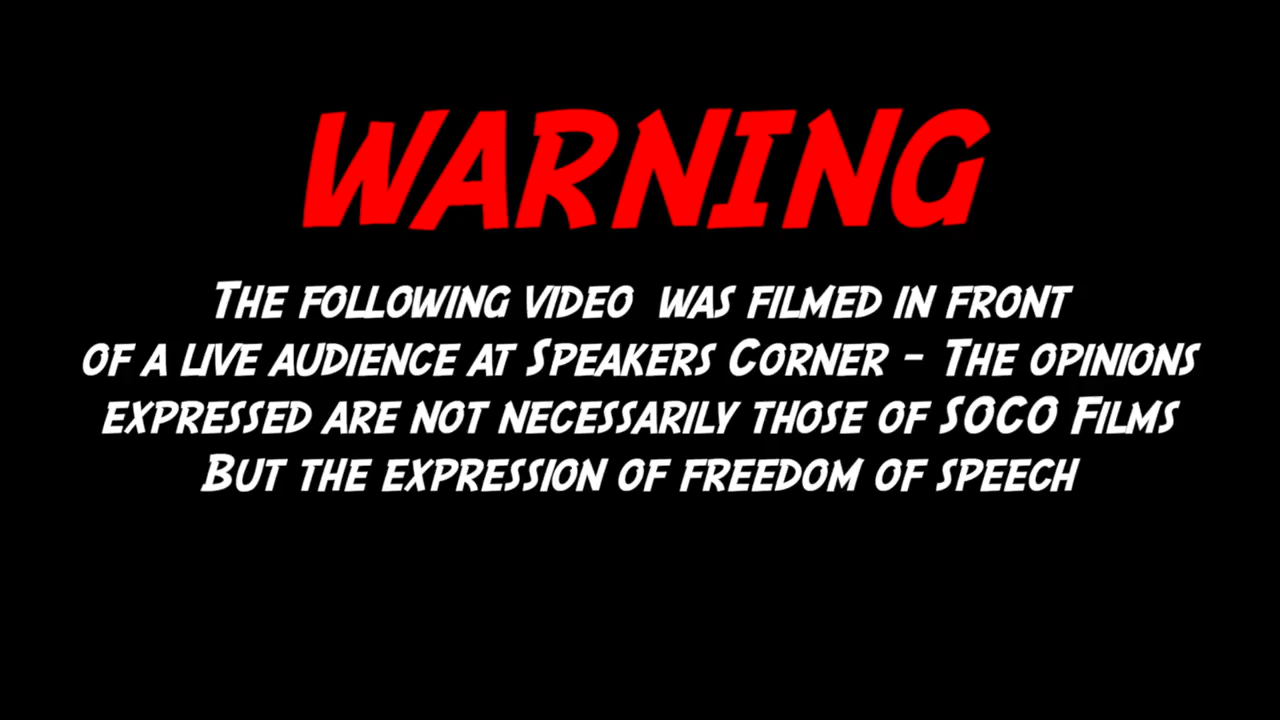 WARNING
The following video was filmed in front
of a live audience at Speakers Corner - The opinions
expressed are not necessarily those of SOCO Films
But the expression of freedom of speech